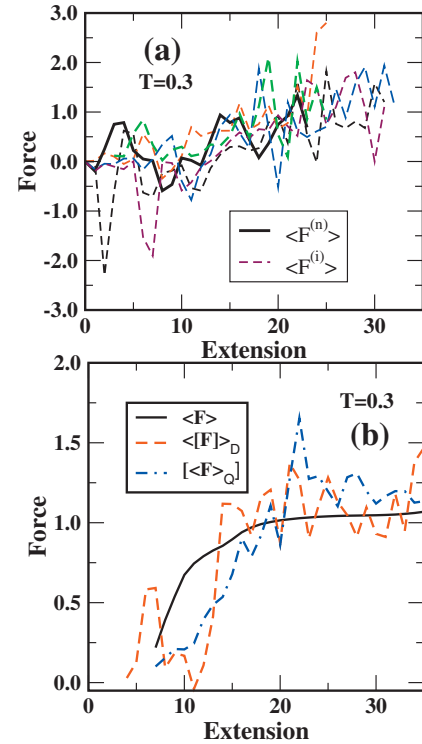 3.0
2.0
1.0
0.0
-1.0
-2.0
-3.0
Force
(a)
T=0.3
<F^(n)>
<F^(i)>
0 10 20 30
Extension
2.0
1.5
1.0
0.5
0.0
Force
<F>
<[F]>_D
[<F>_Q]
T=0.3
(b)
0 10 20 30
Extension